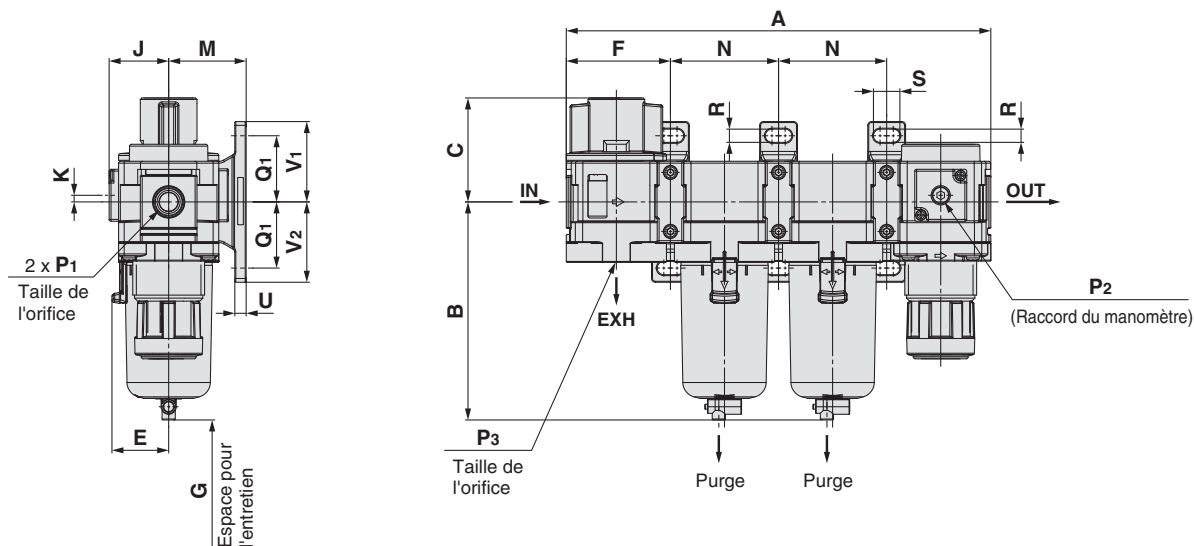 J
M
K
Q1
V1
Q1
V2
2 x P1
Taille de
l'orifice
U
E
G
Espace pour
l'entretien
A
F
N
N
S
R
R
C
IN
OUT
B
EXH
P2
(Raccord du manomètre)
P3
Taille de
l'orifice
Purge
Purge